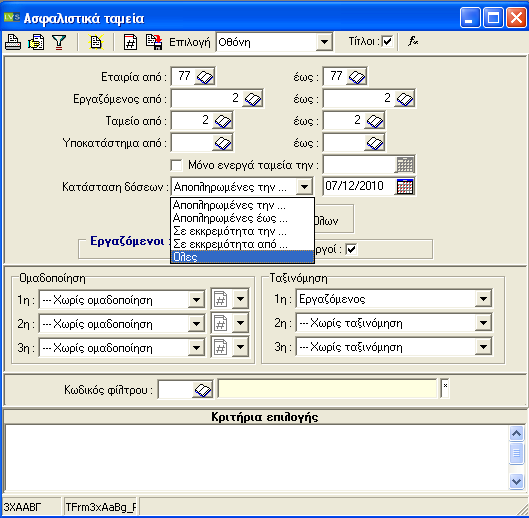 LVS Ασφαλιστικά ταμεία
Επιλογή Οθόνη Τίτλοι:
Εταιρία από: 77 έως: 77
Εργαζόμενος από: 2 έως: 2
Ταμείο από: 2 έως: 2
Υποκατάστημα από: έως:
Μόνο ενεργά ταμεία την:
Κατάσταση δόσεων: Αποπληρωμένες την ... 07/12/2010
Αποπληρωμένες την ...
Αποπληρωμένες έως ... Όλων
Σε εκκρεμότητα την ...
Εργαζόμενοι Σε εκκρεμότητα από ... ργοί:
Όλες
Ομαδοποίηση Ταξινόμηση
1η: --- Χωρίς ομαδοποίηση 1η: Εργαζόμενος
2η: --- Χωρίς ομαδοποίηση 2η: --- Χωρίς ταξινόμηση
3η: --- Χωρίς ομαδοποίηση 3η: --- Χωρίς ταξινόμηση
Κωδικός φίλτρου: *
Κριτήρια επιλογής
3ΧΑΑΒΓ TFrm3xAaBg_F